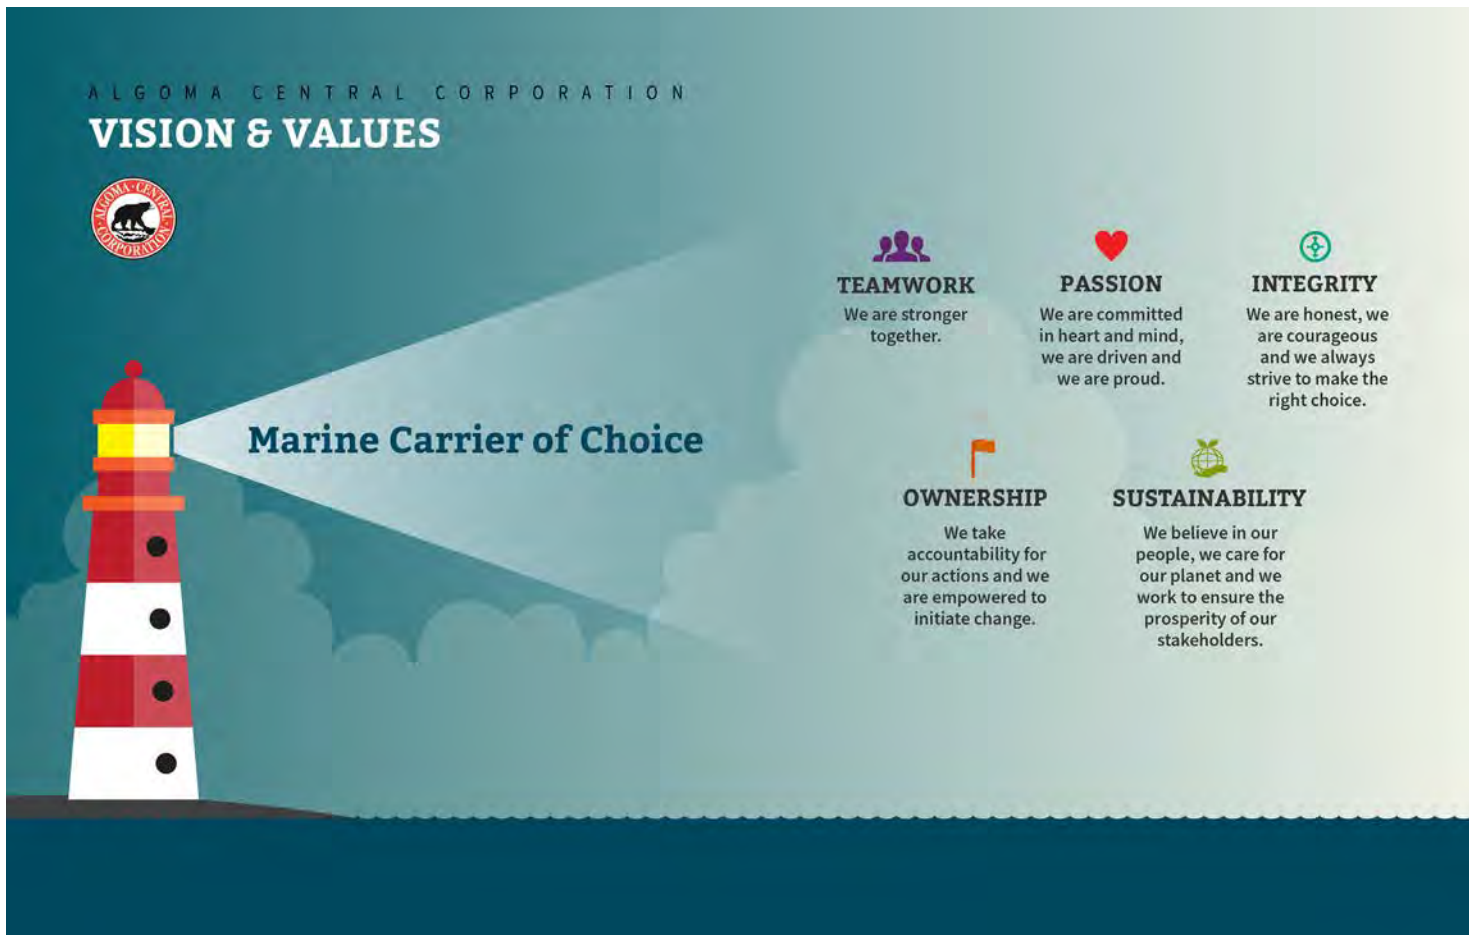 ALGOMA CENTRAL CORPORATION
VISION & VALUES
ALGOMA · CENTRAL
· CORPORATION ·
Marine Carrier of Choice
TEAMWORK
We are stronger
together.
PASSION
We are committed
in heart and mind,
we are driven and
we are proud.
INTEGRITY
We are honest, we
are courageous
and we always
strive to make the
right choice.
OWNERSHIP
We take
accountability for
our actions and we
are empowered to
initiate change.
SUSTAINABILITY
We believe in our
people, we care for
our planet and we
work to ensure the
prosperity of our
stakeholders.